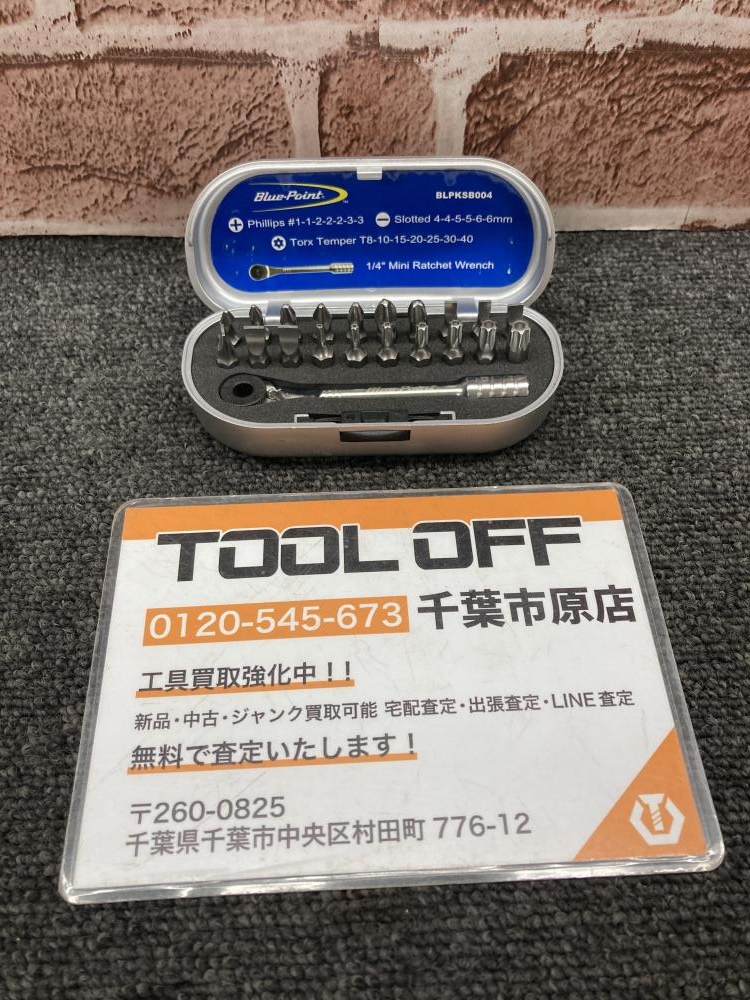 Blue-Point™ BLPKSB004
Phillips #1-1-2-2-2-3-3 Slotted 4-4-5-5-6-6mm
Torx Temper T8-10-15-20-25-30-40
1/4" Mini Ratchet Wrench
Blue-Point
TOOL OFF
0120-545-673 千葉市原店
工具買取強化中!!
新品・中古・ジャンク買取可能 宅配査定・出張査定・LINE査定
無料で査定いたします!
〒260-0825
千葉県千葉市中央区村田町 776-12